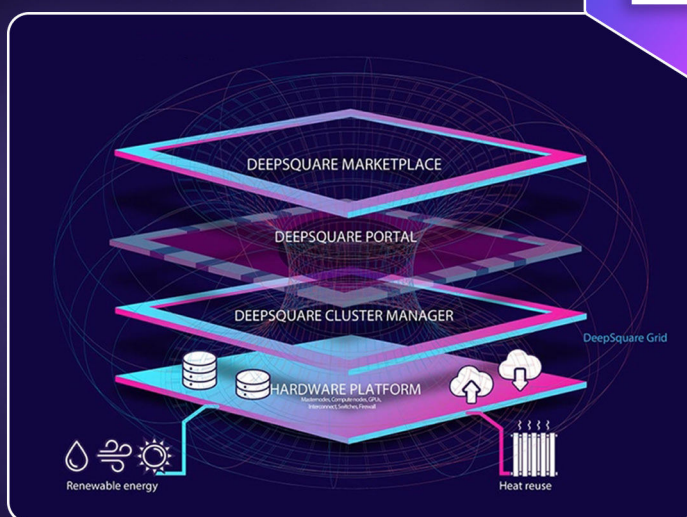 DEEPSQUARE MARKETPLACE
DEEPSQUARE PORTAL
DEEPSQUARE CLUSTER MANAGER
DeepSquare Grid
HARDWARE PLATFORM
Masternodes, Compute nodes, GPUs,
Interconnect, Switches, Firewall
Renewable energy
Heat reuse